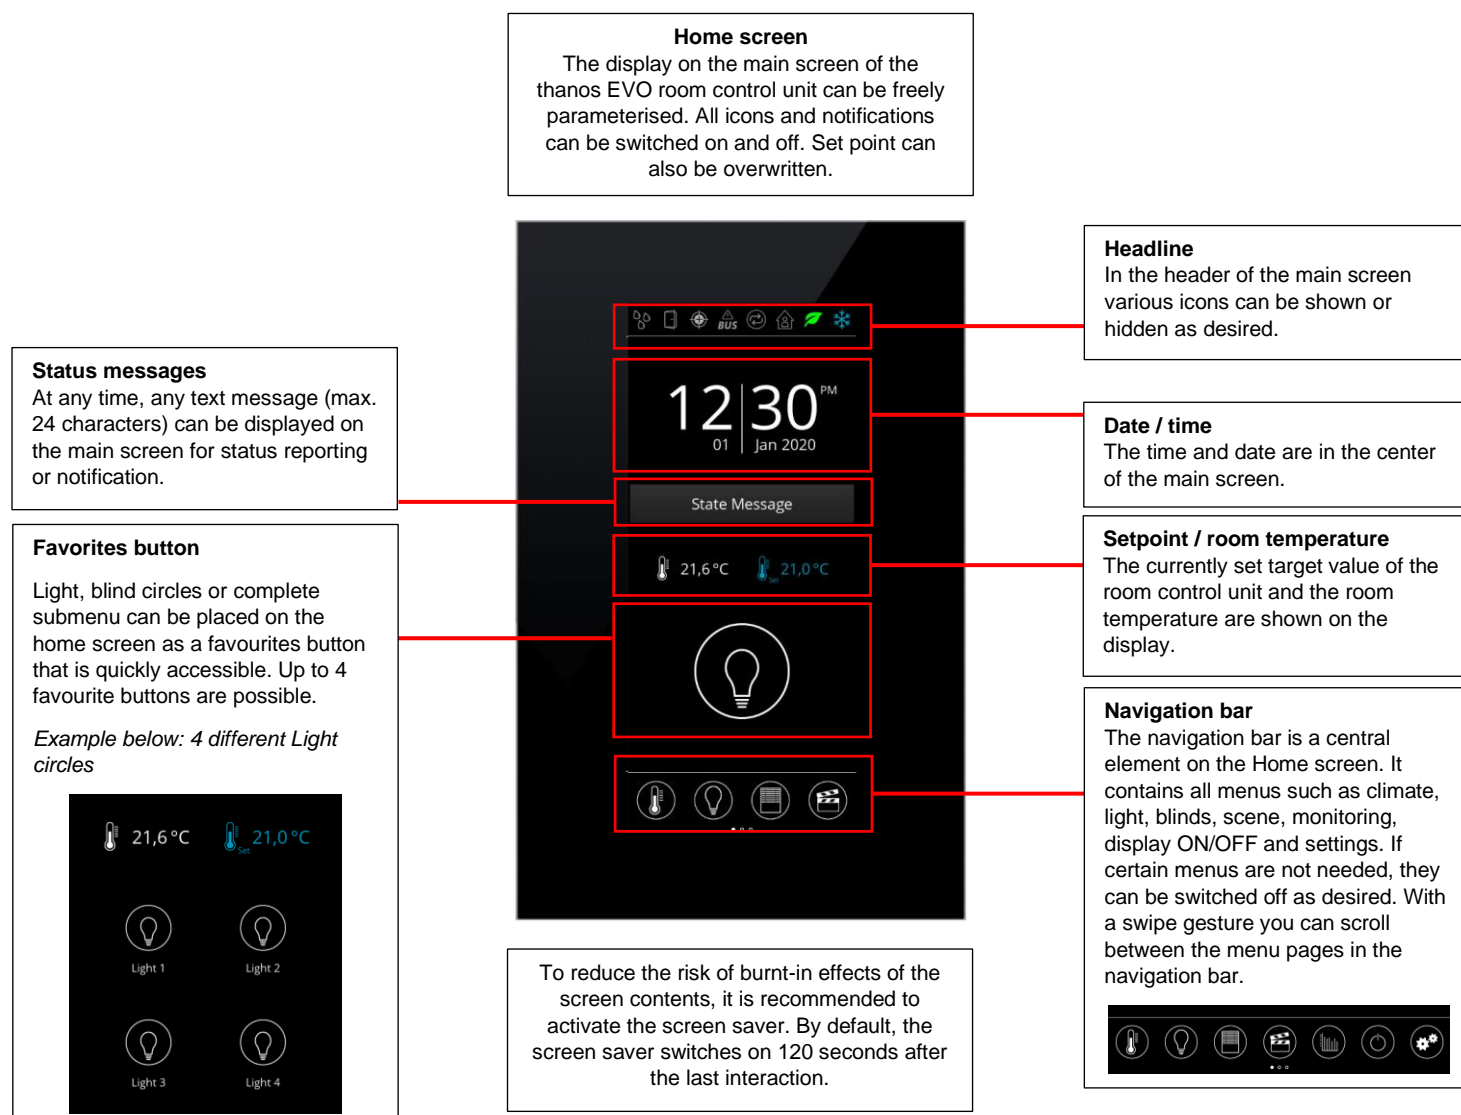 Home screen
The display on the main screen of the
thanos EVO room control unit can be freely
parameterised. All icons and notifications
can be switched on and off. Set point can
also be overwritten.
Headline
In the header of the main screen
various icons can be shown or
hidden as desired.
BUS
Status messages
At any time, any text message (max.
24 characters) can be displayed on
the main screen for status reporting
or notification.
12 30 PM
01 Jan 2020
Date / time
The time and date are in the center
of the main screen.
State Message
Favorites button
Light, blind circles or complete
submenu can be placed on the
home screen as a favourites button
that is quickly accessible. Up to 4
favourite buttons are possible.
Example below: 4 different Light
circles
21,6 °C Set 21,0 °C
Light 1 Light 2
Light 3 Light 4
21,6 °C Set 21,0 °C
Setpoint / room temperature
The currently set target value of the
room control unit and the room
temperature are shown on the
display.
Navigation bar
The navigation bar is a central
element on the Home screen. It
contains all menus such as climate,
light, blinds, scene, monitoring,
display ON/OFF and settings. If
certain menus are not needed, they
can be switched off as desired. With
a swipe gesture you can scroll
between the menu pages in the
navigation bar.
To reduce the risk of burnt-in effects of the
screen contents, it is recommended to
activate the screen saver. By default, the
screen saver switches on 120 seconds after
the last interaction.